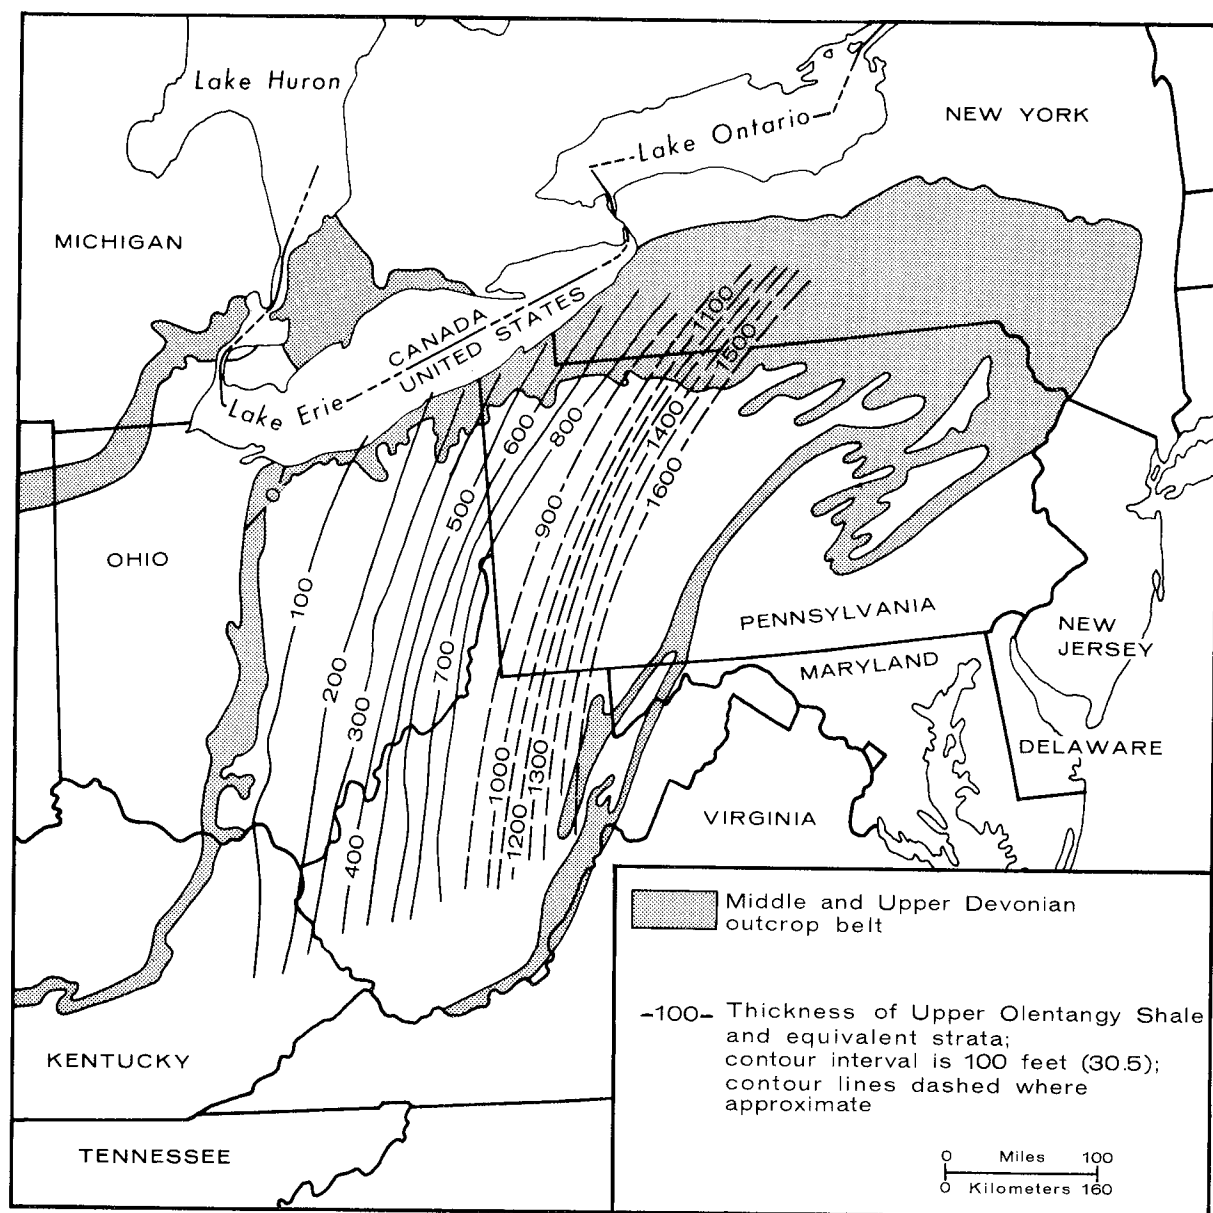 Lake Huron
Lake Ontario
NEW YORK
MICHIGAN
CANADA
UNITED STATES
Lake Erie
1100
1500
600
800
1400
500
1600
900
OHIO
100
200
700
300
PENNSYLVANIA
NEW
JERSEY
MARYLAND
DELAWARE
1000
1300
1200
400
VIRGINIA
Middle and Upper Devonian
outcrop belt
-100- Thickness of Upper Olentangy Shale
and equivalent strata;
contour interval is 100 feet (30.5);
contour lines dashed where
approximate
KENTUCKY
TENNESSEE
0 Miles 100
0 Kilometers 160